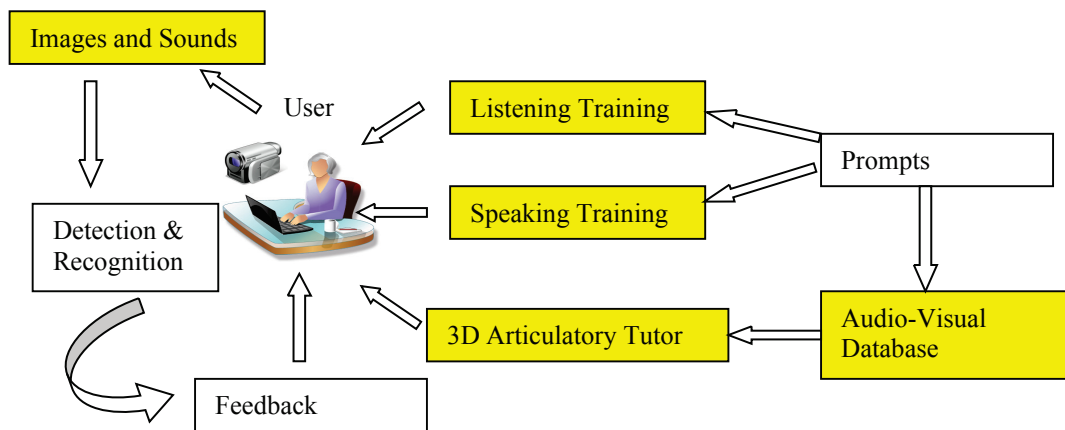 Images and Sounds
User
Listening Training
Prompts
Speaking Training
Detection &
Recognition
3D Articulatory Tutor
Audio-Visual
Database
Feedback